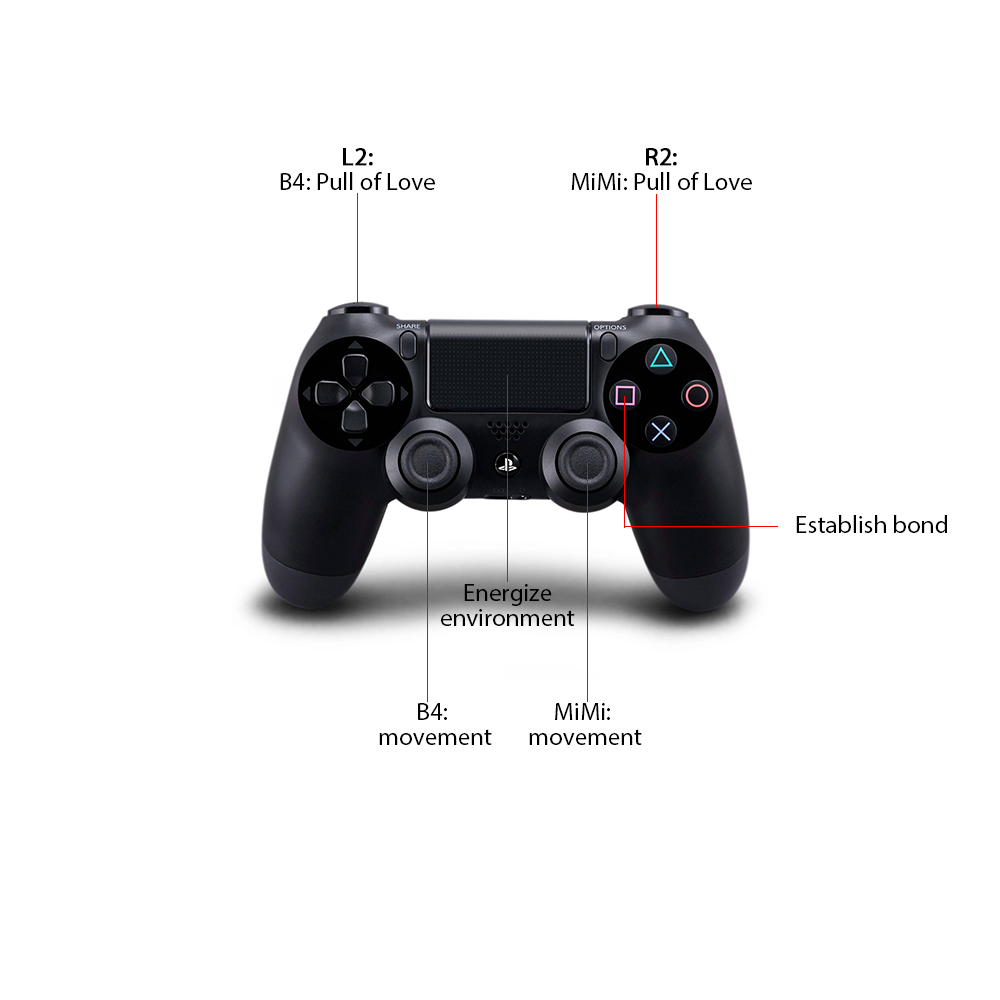 L2:
B4: Pull of Love
R2:
MiMi: Pull of Love
SHARE
OPTIONS
Establish bond
Energize
environment
B4:
movement
MiMi:
movement